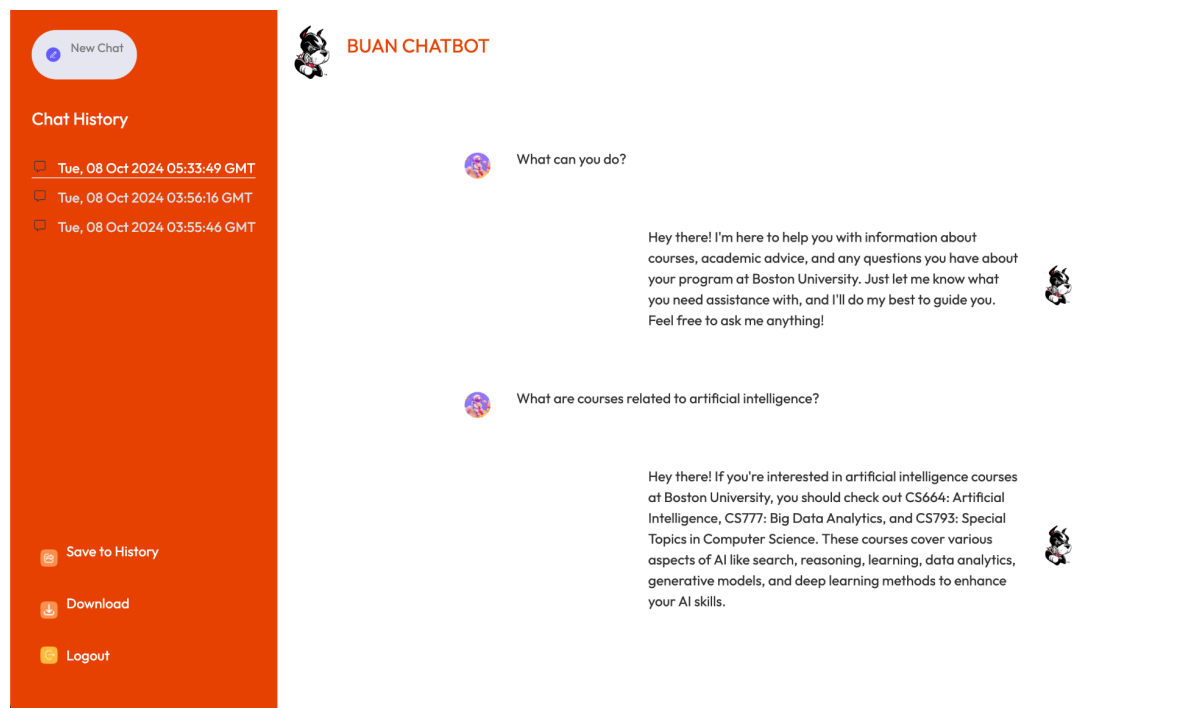 New Chat
Chat History
Tue, 08 Oct 2024 05:33:49 GMT
Tue, 08 Oct 2024 03:56:16 GMT
Tue, 08 Oct 2024 03:55:46 GMT
Save to History
Download
Logout
BUAN CHATBOT
What can you do?
Hey there! I'm here to help you with information about
courses, academic advice, and any questions you have about
your program at Boston University. Just let me know what
you need assistance with, and I'll do my best to guide you.
Feel free to ask me anything!
What are courses related to artificial intelligence?
Hey there! If you're interested in artificial intelligence courses
at Boston University, you should check out CS664: Artificial
Intelligence, CS777: Big Data Analytics, and CS793: Special
Topics in Computer Science. These courses cover various
aspects of AI like search, reasoning, learning, data analytics,
generative models, and deep learning methods to enhance
your AI skills.